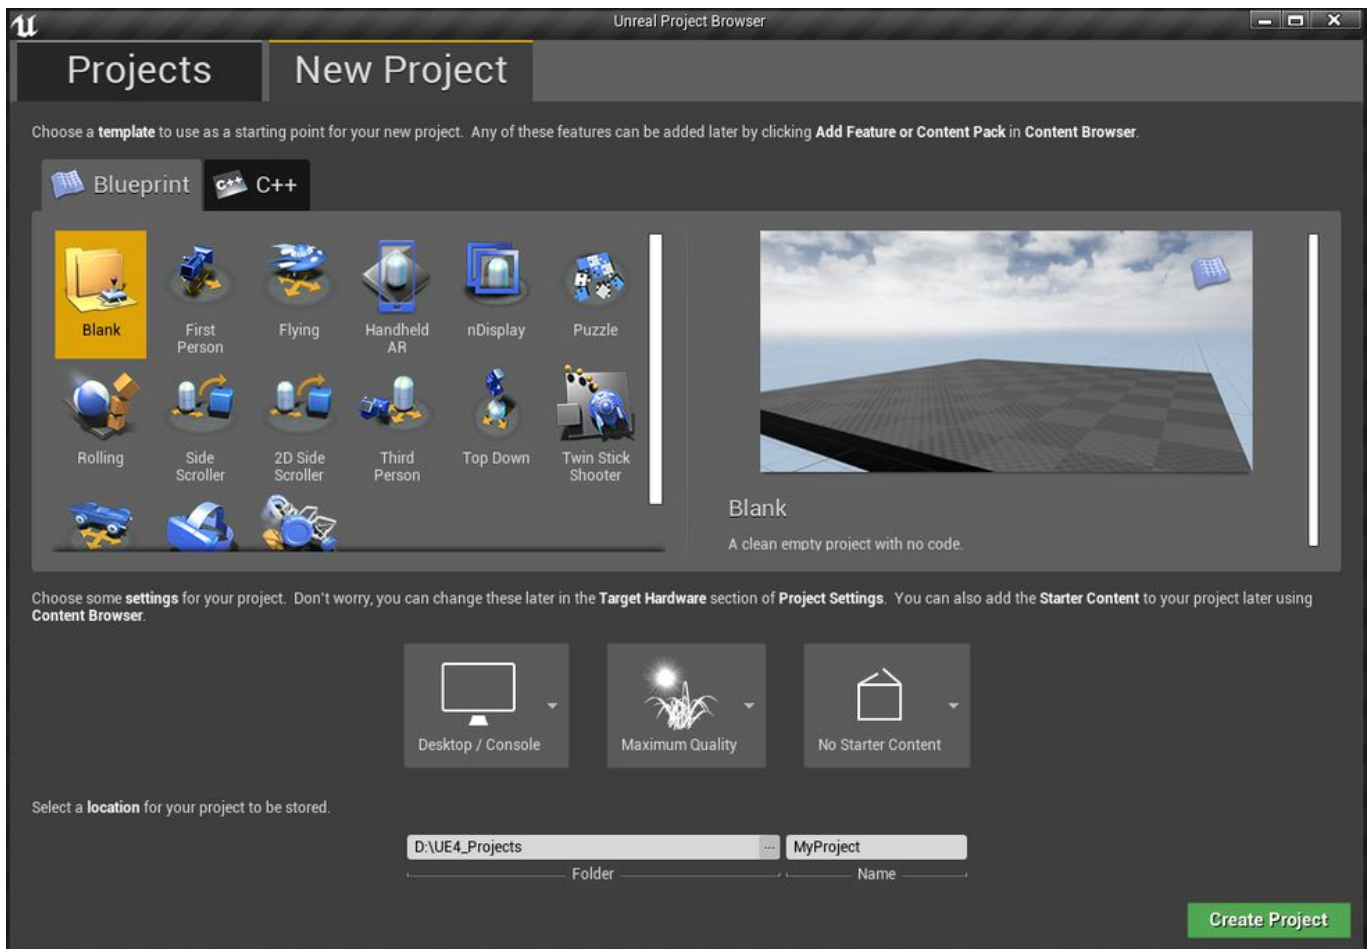 Unreal Project Browser
Projects
New Project
Choose a template to use as a starting point for your new project. Any of these features can be added later by clicking Add Feature or Content Pack in Content Browser.
Blueprint
C++
C++
Blank
First
Person
Flying
Handheld
AR
nDisplay
Puzzle
Rolling
Side
Scroller
2D Side
Scroller
Third
Person
Top Down
Twin Stick
Shooter
Blank
A clean empty project with no code.
Choose some settings for your project. Don't worry, you can change these later in the Target Hardware section of Project Settings. You can also add the Starter Content to your project later using
Content Browser.
Desktop / Console
Maximum Quality
No Starter Content
Select a location for your project to be stored.
D:\UE4_Projects
...
MyProject
Folder
Name
Create Project